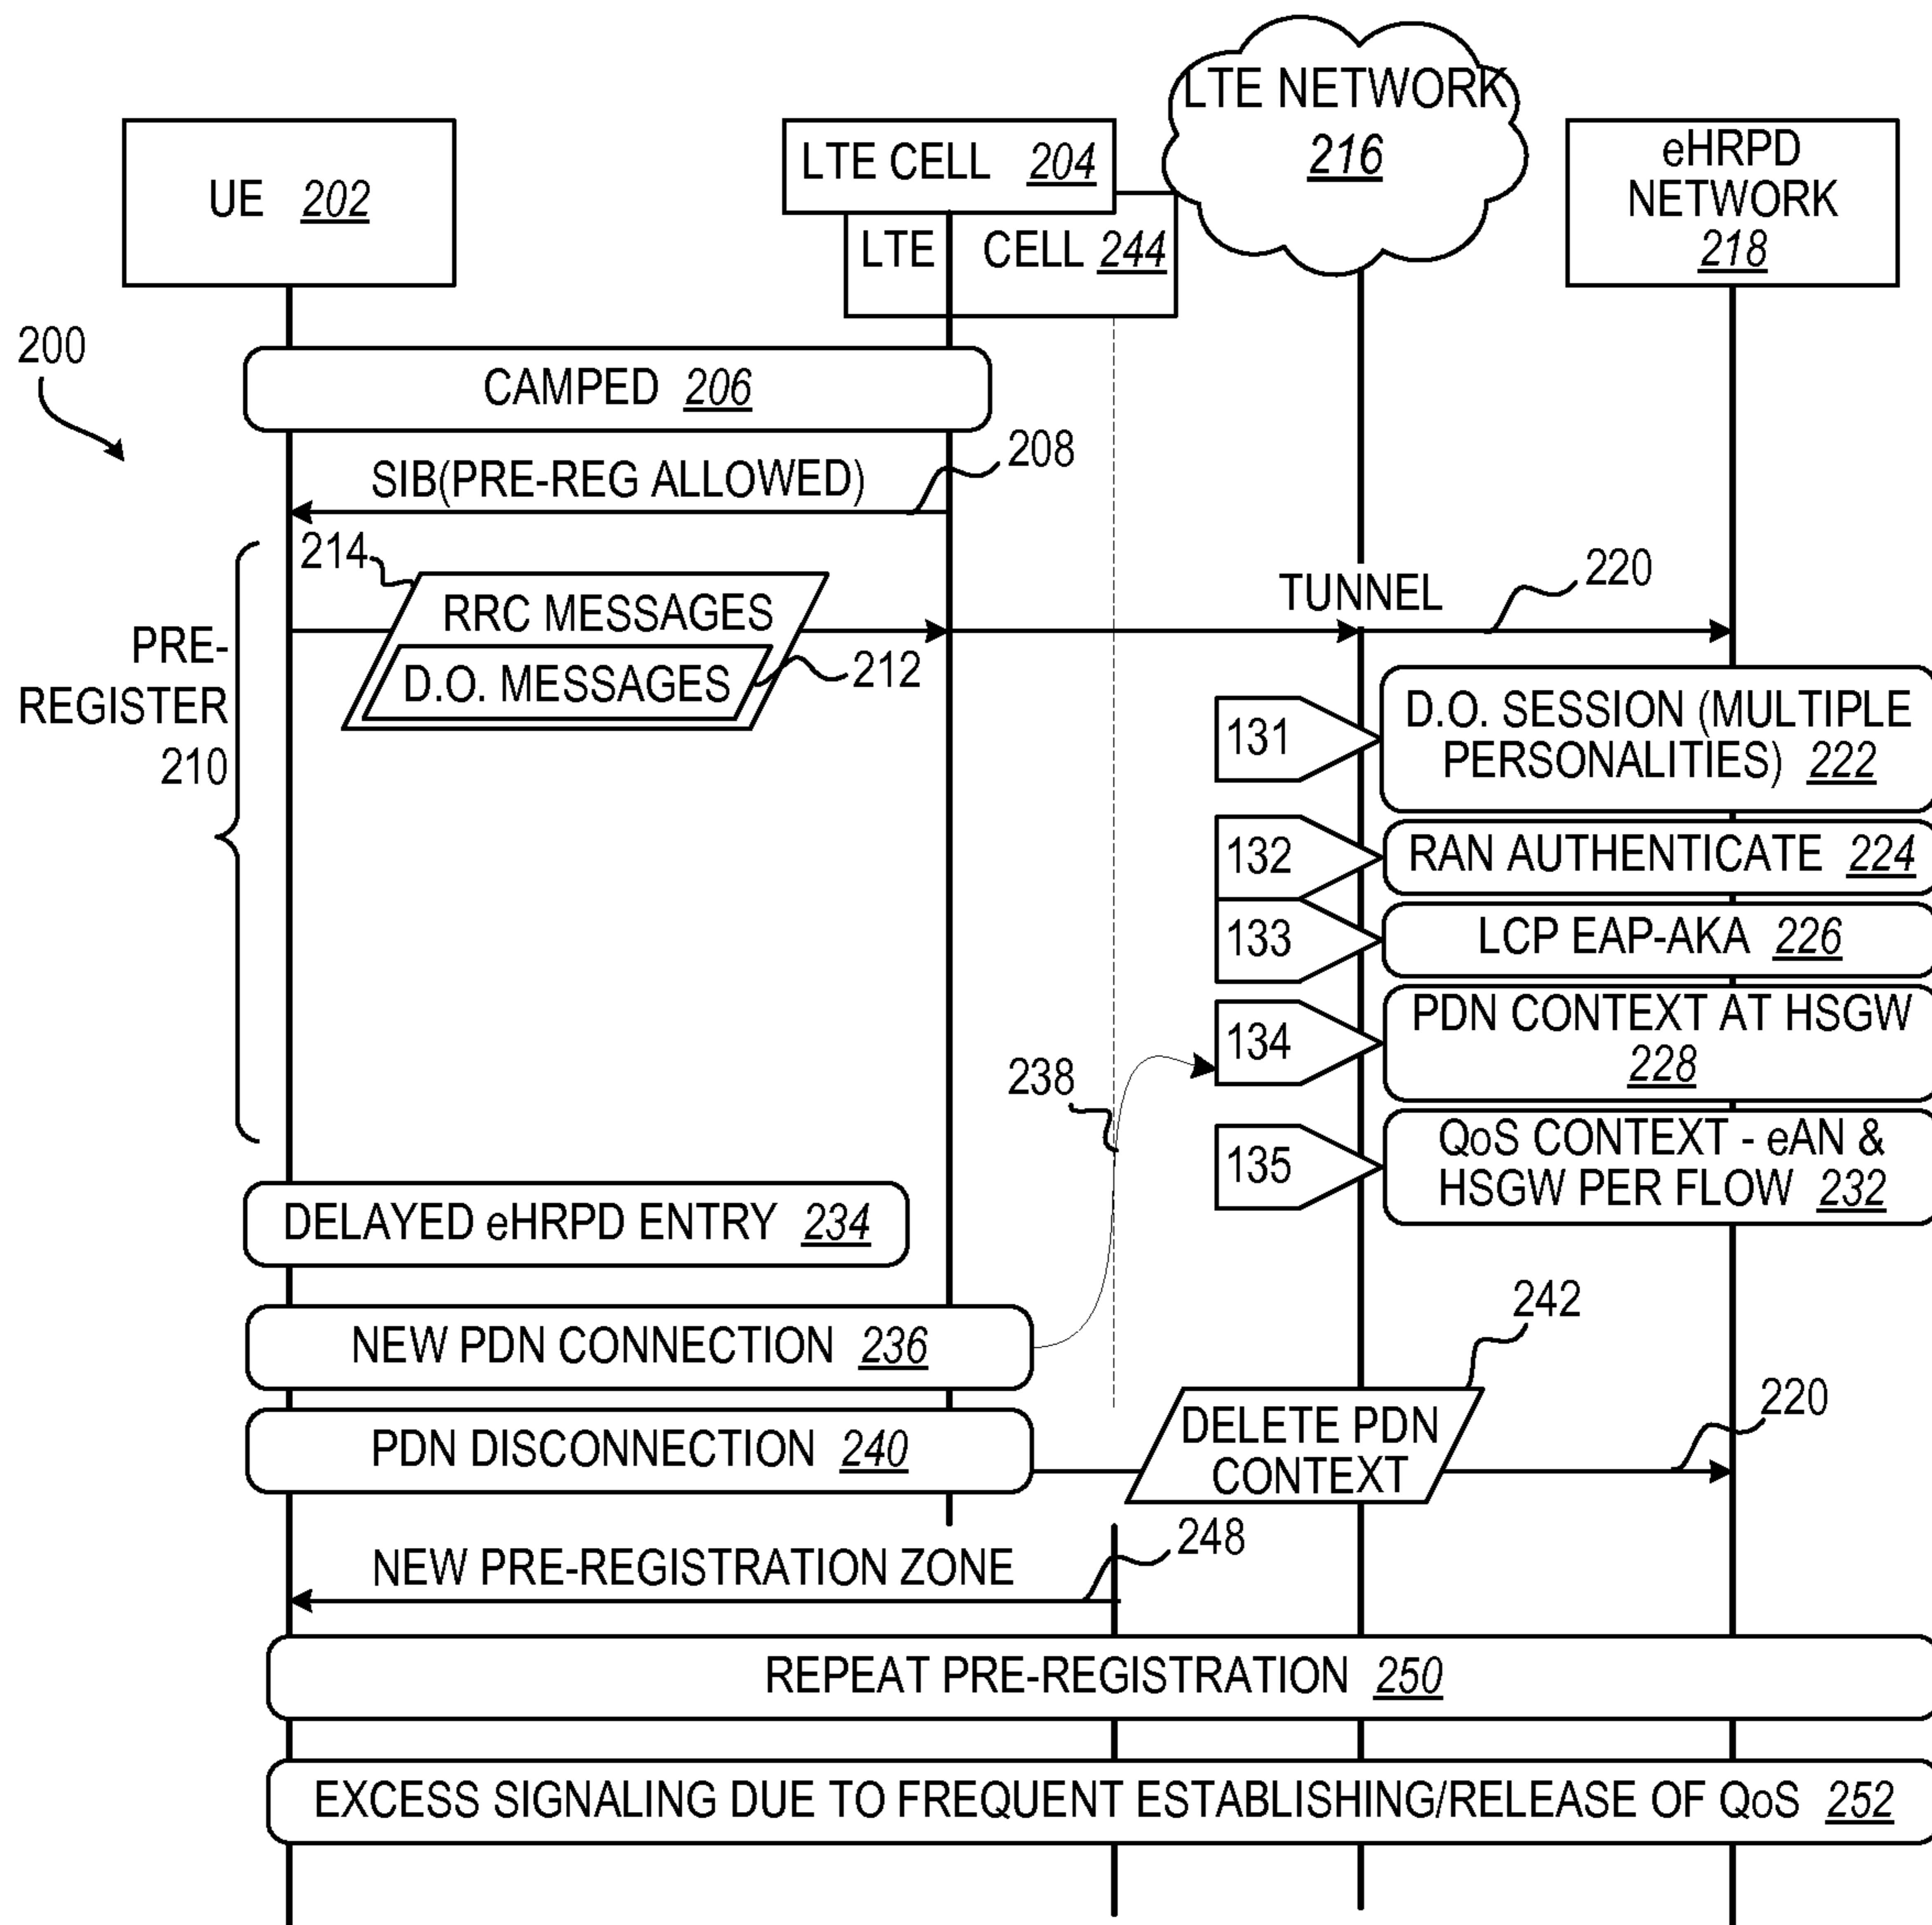 LTE NETWORK
216
UE 202
LTE CELL 204
LTE CELL 244
eHRPD
NETWORK
218
200
CAMPED 206
208
SIB(PRE-REG ALLOWED)
214
RRC MESSAGES
D.O. MESSAGES
212
TUNNEL
220
PRE-
REGISTER
210
131
D.O. SESSION (MULTIPLE
PERSONALITIES) 222
132
RAN AUTHENTICATE 224
133
LCP EAP-AKA 226
134
PDN CONTEXT AT HSGW
228
238
135
QoS CONTEXT - eAN &
HSGW PER FLOW 232
DELAYED eHRPD ENTRY 234
NEW PDN CONNECTION 236
242
PDN DISCONNECTION 240
DELETE PDN
CONTEXT
220
248
NEW PRE-REGISTRATION ZONE
REPEAT PRE-REGISTRATION 250
EXCESS SIGNALING DUE TO FREQUENT ESTABLISHING/RELEASE OF QoS 252